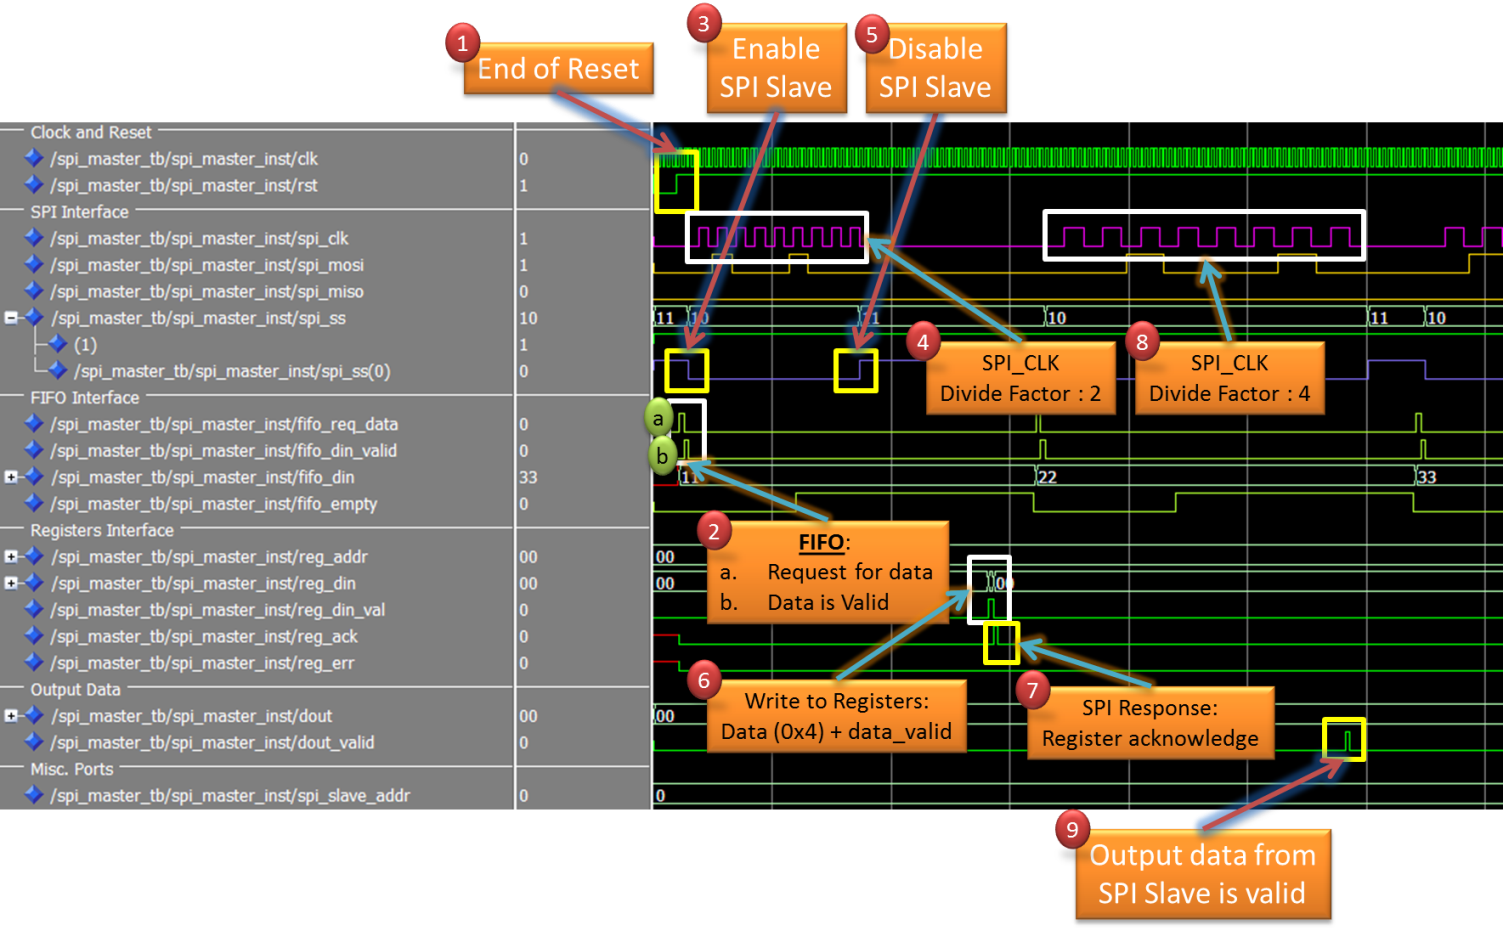 1
End of Reset
3
Enable
SPI Slave
5
Disable
SPI Slave
Clock and Reset
/spi_master_tb/spi_master_inst/clk 0
/spi_master_tb/spi_master_inst/rst 1
SPI Interface
/spi_master_tb/spi_master_inst/spi_clk 1
/spi_master_tb/spi_master_inst/spi_mosi 1
/spi_master_tb/spi_master_inst/spi_miso 0
/spi_master_tb/spi_master_inst/spi_ss 10 11 10 11 10 11 10
(1) 1
/spi_master_tb/spi_master_inst/spi_ss(0) 0
4
SPI_CLK
Divide Factor : 2
8
SPI_CLK
Divide Factor : 4
FIFO Interface
/spi_master_tb/spi_master_inst/fifo_req_data 0 a
/spi_master_tb/spi_master_inst/fifo_din_valid 0 b
/spi_master_tb/spi_master_inst/fifo_din 33 11 22 33
/spi_master_tb/spi_master_inst/fifo_empty 0
2
FIFO:
a. Request for data
b. Data is Valid
Registers Interface
/spi_master_tb/spi_master_inst/reg_addr 00 00
/spi_master_tb/spi_master_inst/reg_din 00 00 00
/spi_master_tb/spi_master_inst/reg_din_val 0
/spi_master_tb/spi_master_inst/reg_ack 0
/spi_master_tb/spi_master_inst/reg_err 0
6
Write to Registers:
Data (0x4) + data_valid
7
SPI Response:
Register acknowledge
Output Data
/spi_master_tb/spi_master_inst/dout 00 00
/spi_master_tb/spi_master_inst/dout_valid 0
Misc. Ports
/spi_master_tb/spi_master_inst/spi_slave_addr 0 0
9
Output data from
SPI Slave is valid